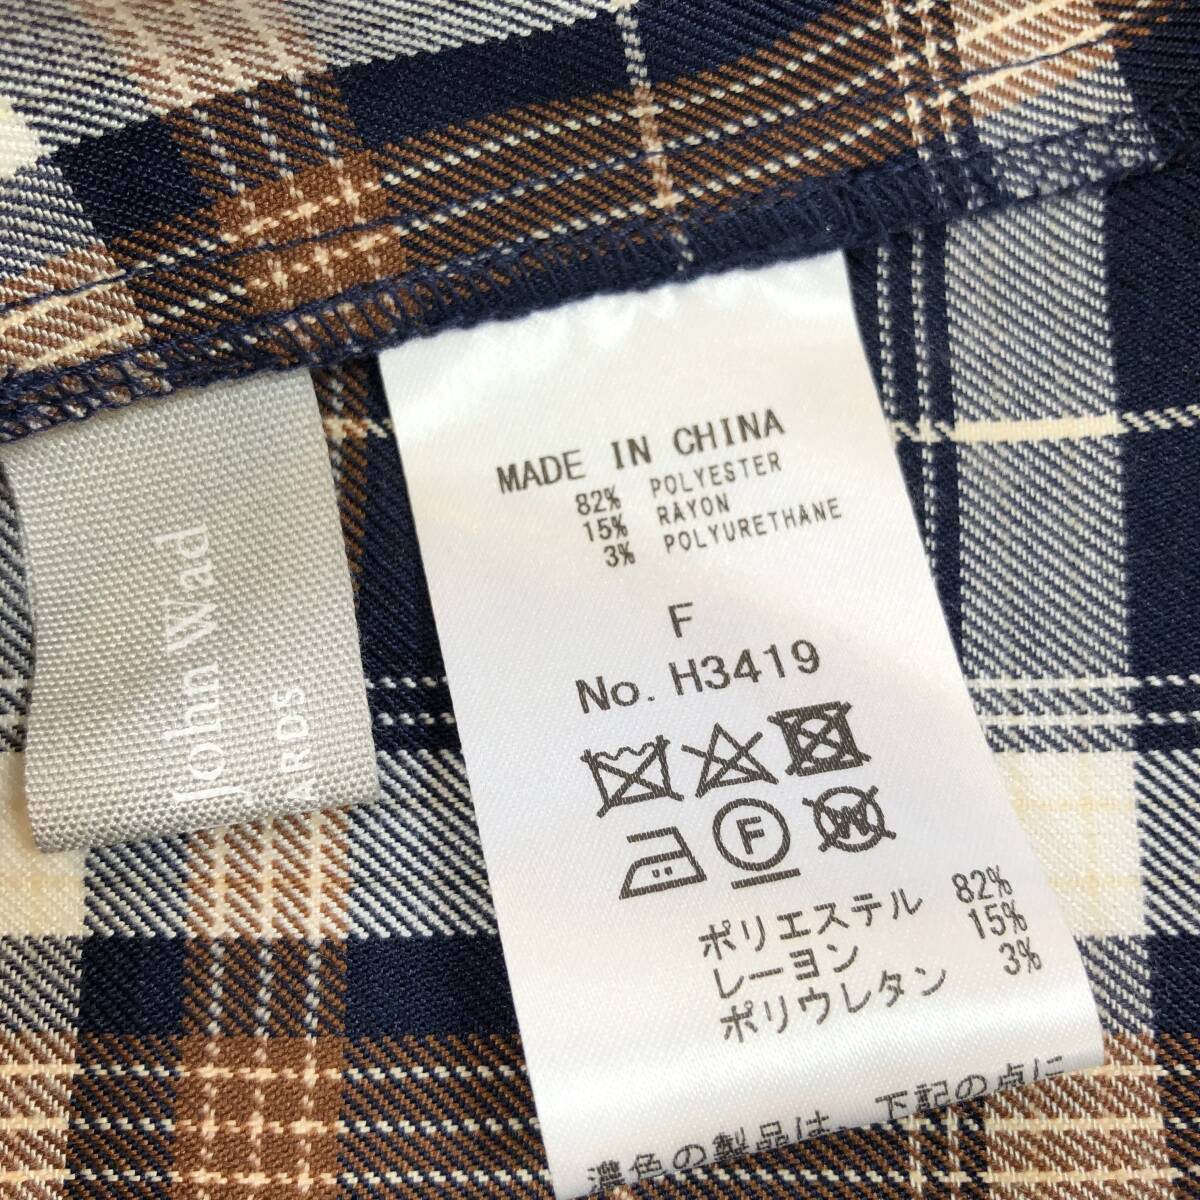 John Wad
ARDS
MADE IN CHINA
82% POLYESTER
15% RAYON
3% POLYURETHANE
F
No. H3419
F
W
ポリエステル 82%
レーヨン 15%
ポリウレタン 3%
濃色の製品は、下記の点に